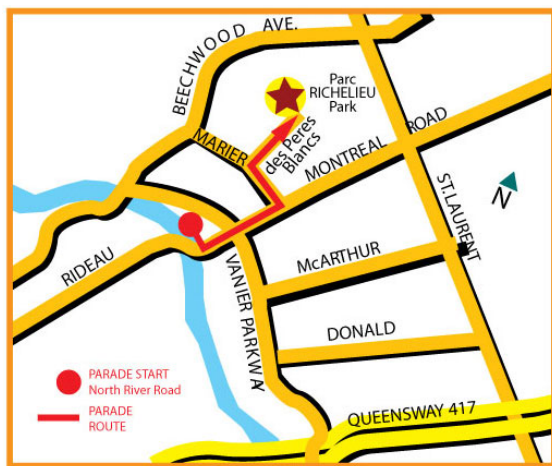 BEECHWOOD AVE.
Parc
RICHELIEU
Park
MARIER
des Peres
Blancs
MONTREAL ROAD
ST.LAURENT
N
RIDEAU
VANIER PARKWAY
McARTHUR
DONALD
PARADE START
North River Road
PARADE
ROUTE
QUEENSWAY 417